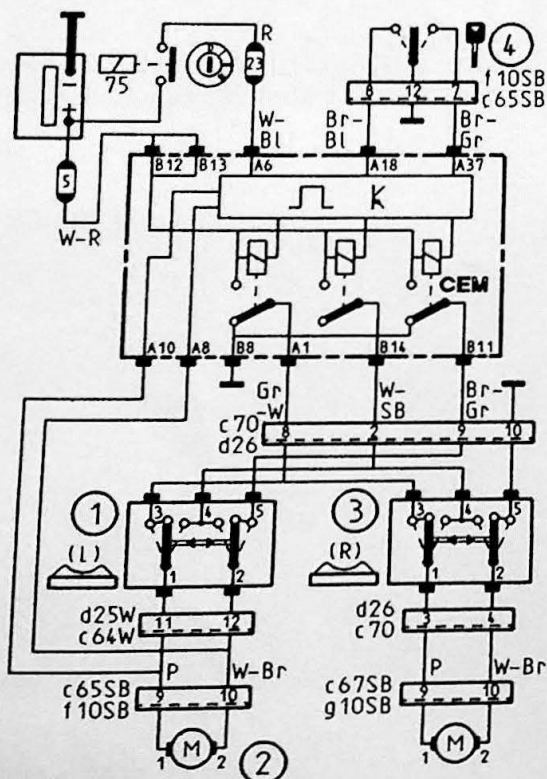 R
4
75
23
f10SB
8 12 7
c65SB
W-
Bl
Br-
Bl
Br-
Gr
5
B12 B13 A6 A18 A37
W-R
K
CEM
A10 A8 B8 A1 B14 B11
Gr
-W
W-
SB
Br-
Gr
c70
8 2 9 10
d26
1
3 4 5
3
3 4 5
(L)
(R)
1 2
1 2
d25W
11 12
c64W
d26
3 4
c70
P W-Br
P W-Br
c65SB
9 10
f10SB
c67SB
9 10
g10SB
1 M 2
2
1 M 2